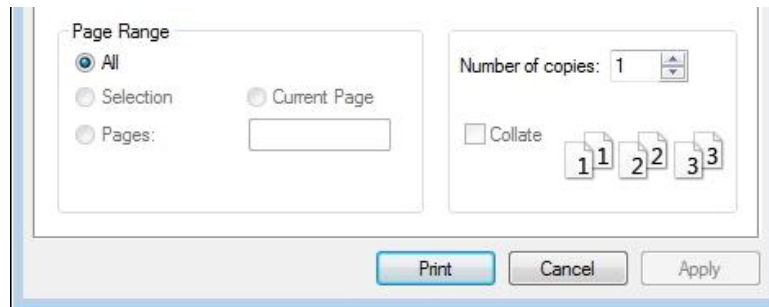 Page Range
All
Selection
Current Page
Pages:
Number of copies: 1
Collate
1 1 2 2 3 3
Print
Cancel
Apply